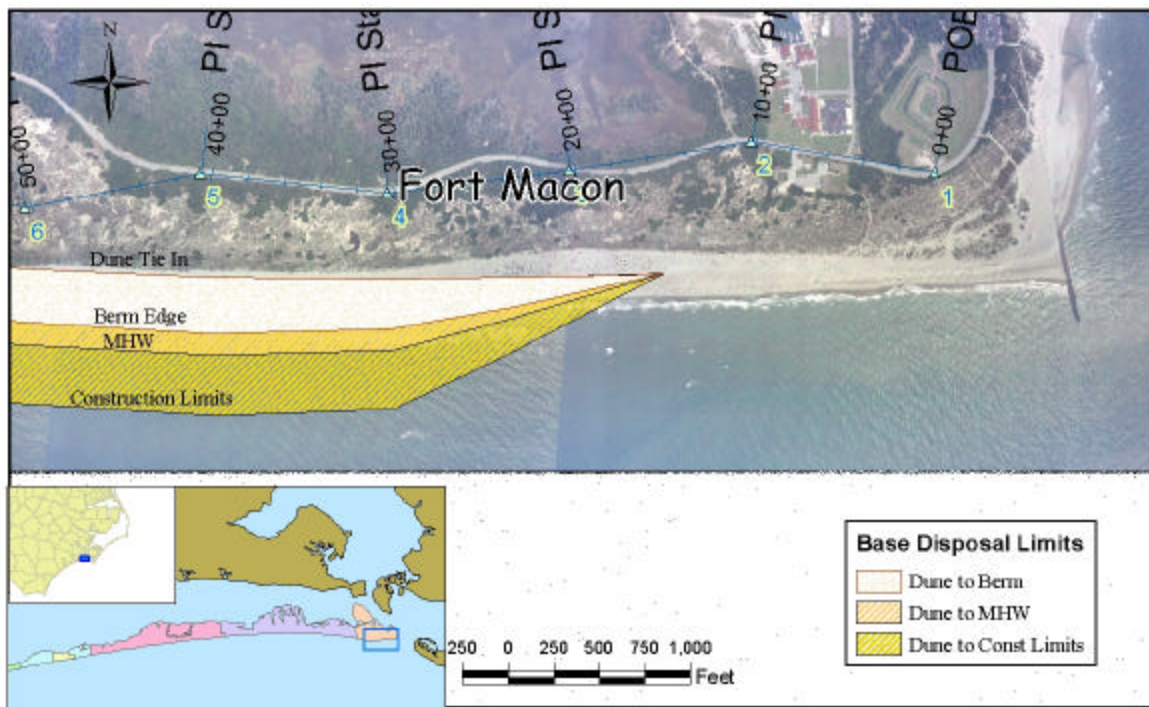 N
PI Sta
PI Sta
PI S
PI
POB
50+00
40+00
30+00
20+00
10+00
0+00
Fort Macon
6
5
4
2
1
Dune Tie In
Berm Edge
MHW
Construction Limits
Base Disposal Limits
Dune to Berm
Dune to MHW
Dune to Const Limits
250 0 250 500 750 1,000
Feet